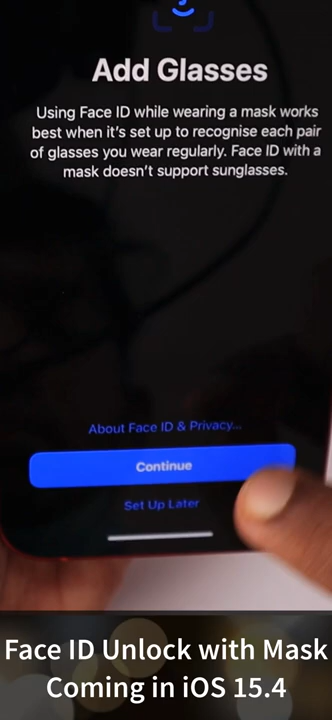 Add Glasses
Using Face ID while wearing a mask works
best when it's set up to recognise each pair
of glasses you wear regularly. Face ID with a
mask doesn't support sunglasses.
About Face ID & Privacy...
Continue
Set Up Later
Face ID Unlock with Mask
Coming in iOS 15.4